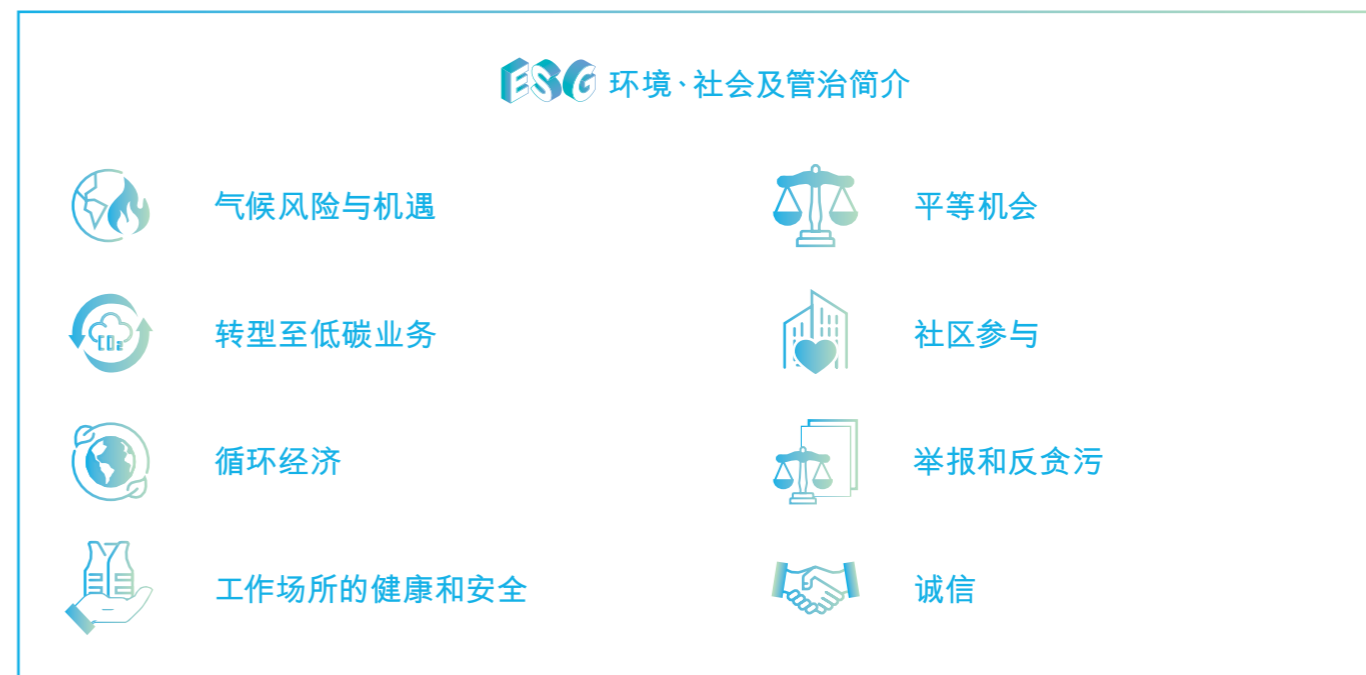 ESG 环境、社会及管治简介
气候风险与机遇
平等机会
CO₂
转型至低碳业务
社区参与
循环经济
举报和反贪污
工作场所的健康和安全
诚信